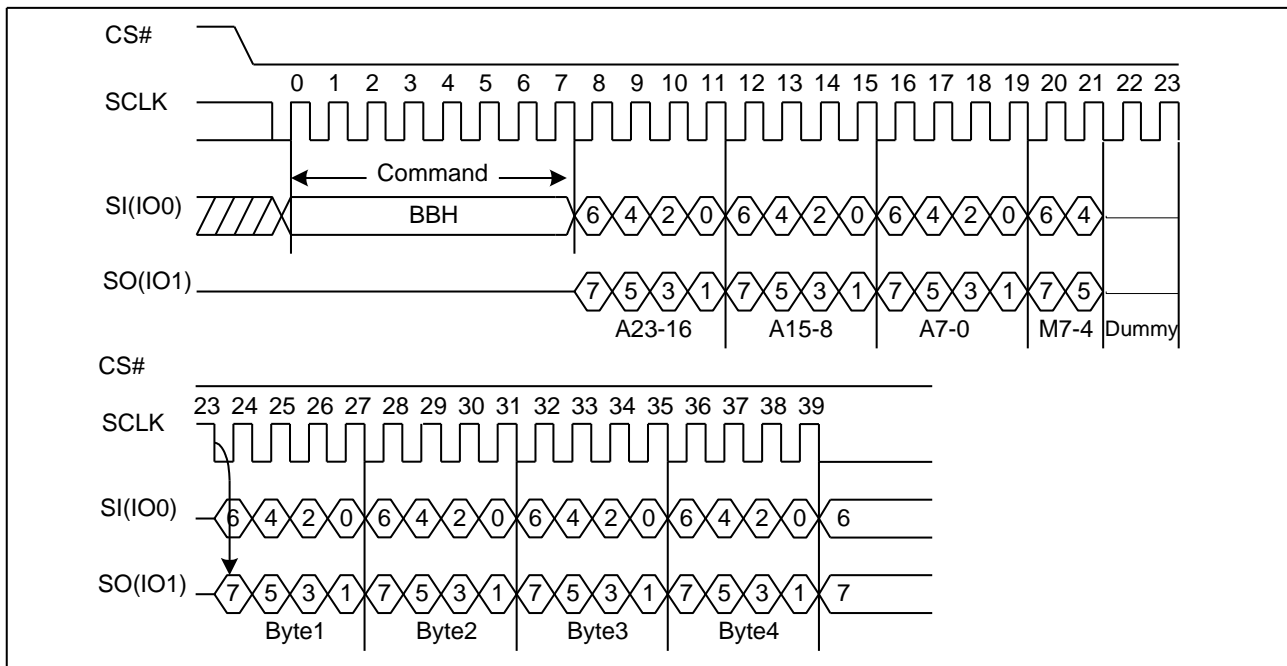 CS#
0 1 2 3 4 5 6 7 8 9 10 11 12 13 14 15 16 17 18 19 20 21 22 23
SCLK
Command
SI(IO0) BBH 6 4 2 0 6 4 2 0 6 4 2 0 6 4
SO(IO1) 7 5 3 1 7 5 3 1 7 5 3 1 7 5
A23-16 A15-8 A7-0 M7-4 Dummy
CS#
23 24 25 26 27 28 29 30 31 32 33 34 35 36 37 38 39
SCLK
SI(IO0) 6 4 2 0 6 4 2 0 6 4 2 0 6 4 2 0 6
SO(IO1) 7 5 3 1 7 5 3 1 7 5 3 1 7 5 3 1 7
Byte1 Byte2 Byte3 Byte4